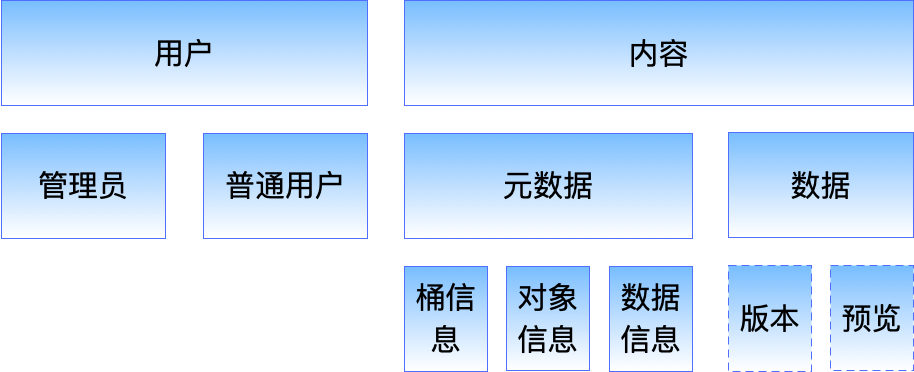 用户
内容
管理员
普通用户
元数据
数据
桶信
息
对象
信息
数据
信息
版本
预览